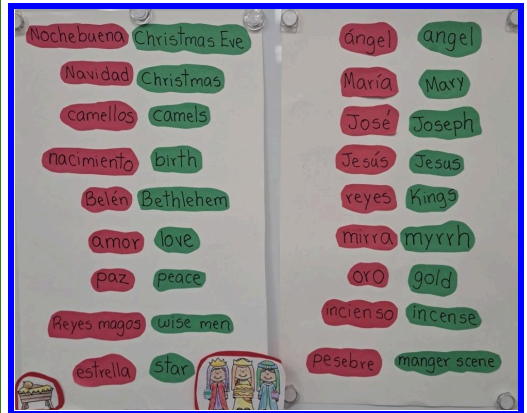 Nochebuena Christmas Eve
Navidad Christmas
camellos camels
nacimiento birth
Belén Bethlehem
amor love
paz peace
Reyes magos wise men
estrella star
ángel angel
María Mary
José Joseph
Jesús Jesus
reyes Kings
mirra myrrh
oro gold
incienso incense
pesebre manger scene